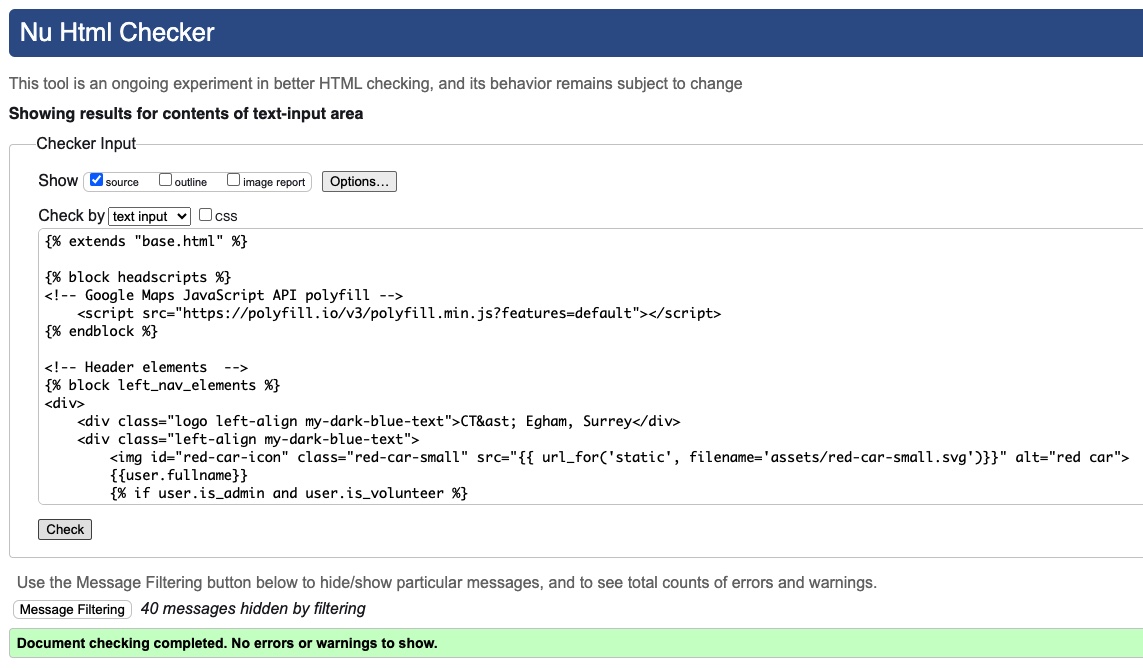 Nu Html Checker
This tool is an ongoing experiment in better HTML checking, and its behavior remains subject to change
Showing results for contents of text-input area
Checker Input
Show source outline image report Options...
Check by text input CSS
{% extends "base.html" %}
{% block headscripts %}
<!-- Google Maps JavaScript API polyfill -->
<script src="https://polyfill.io/v3/polyfill.min.js?features=default"></script>
{% endblock %}
<!-- Header elements  -->
{% block left_nav_elements %}
<div>
<div class="logo left-align my-dark-blue-text">CT&ast; Egham, Surrey</div>
<div class="left-align my-dark-blue-text">
<img id="red-car-icon" class="red-car-small" src="{{ url_for('static', filename='assets/red-car-small.svg')}}" alt="red car">
{{user.fullname}}
{% if user.is_admin and user.is_volunteer %}
Check
Use the Message Filtering button below to hide/show particular messages, and to see total counts of errors and warnings.
Message Filtering 40 messages hidden by filtering
Document checking completed. No errors or warnings to show.